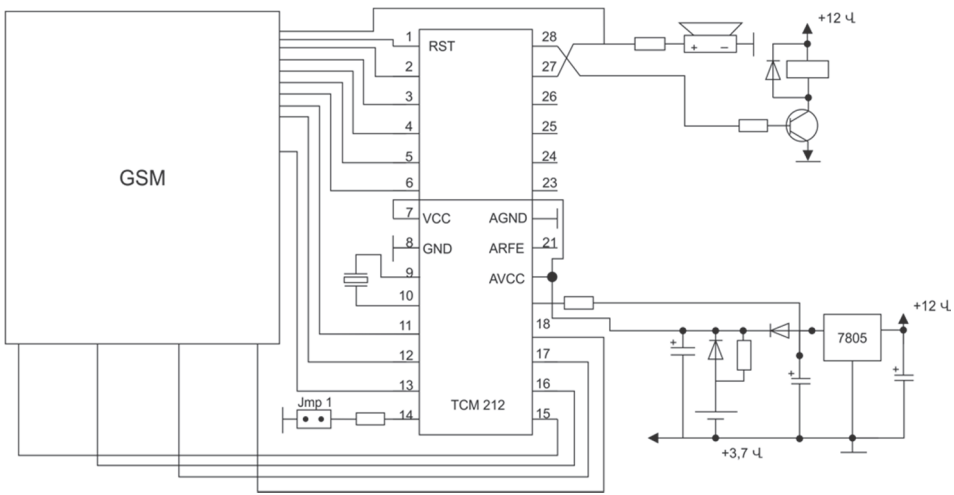 GSM
1 RST 28
2 27
3 26
4 25
5 24
6 23
7 VCC AGND
8 GND ARFE 21
9 AVCC
10
11 18
12 17
13 16
14 TCM 212 15
Jmp 1
+ −
+12 Վ
+
+
7805
+12 Վ
+
+3,7 Վ